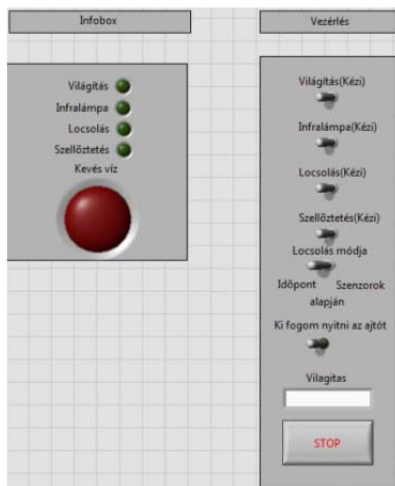 Infobox
Világítás
Infralámpa
Locsolás
Szellőztetés
Kevés víz
Vezérlés
Világítás(Kézi)
Infralámpa(Kézi)
Locsolás(Kézi)
Szellőztetés(Kézi)
Locsolás módja
Időpont Szenzorok
alapján
Ki fogom nyitni az ajtót
Vilagitas
STOP